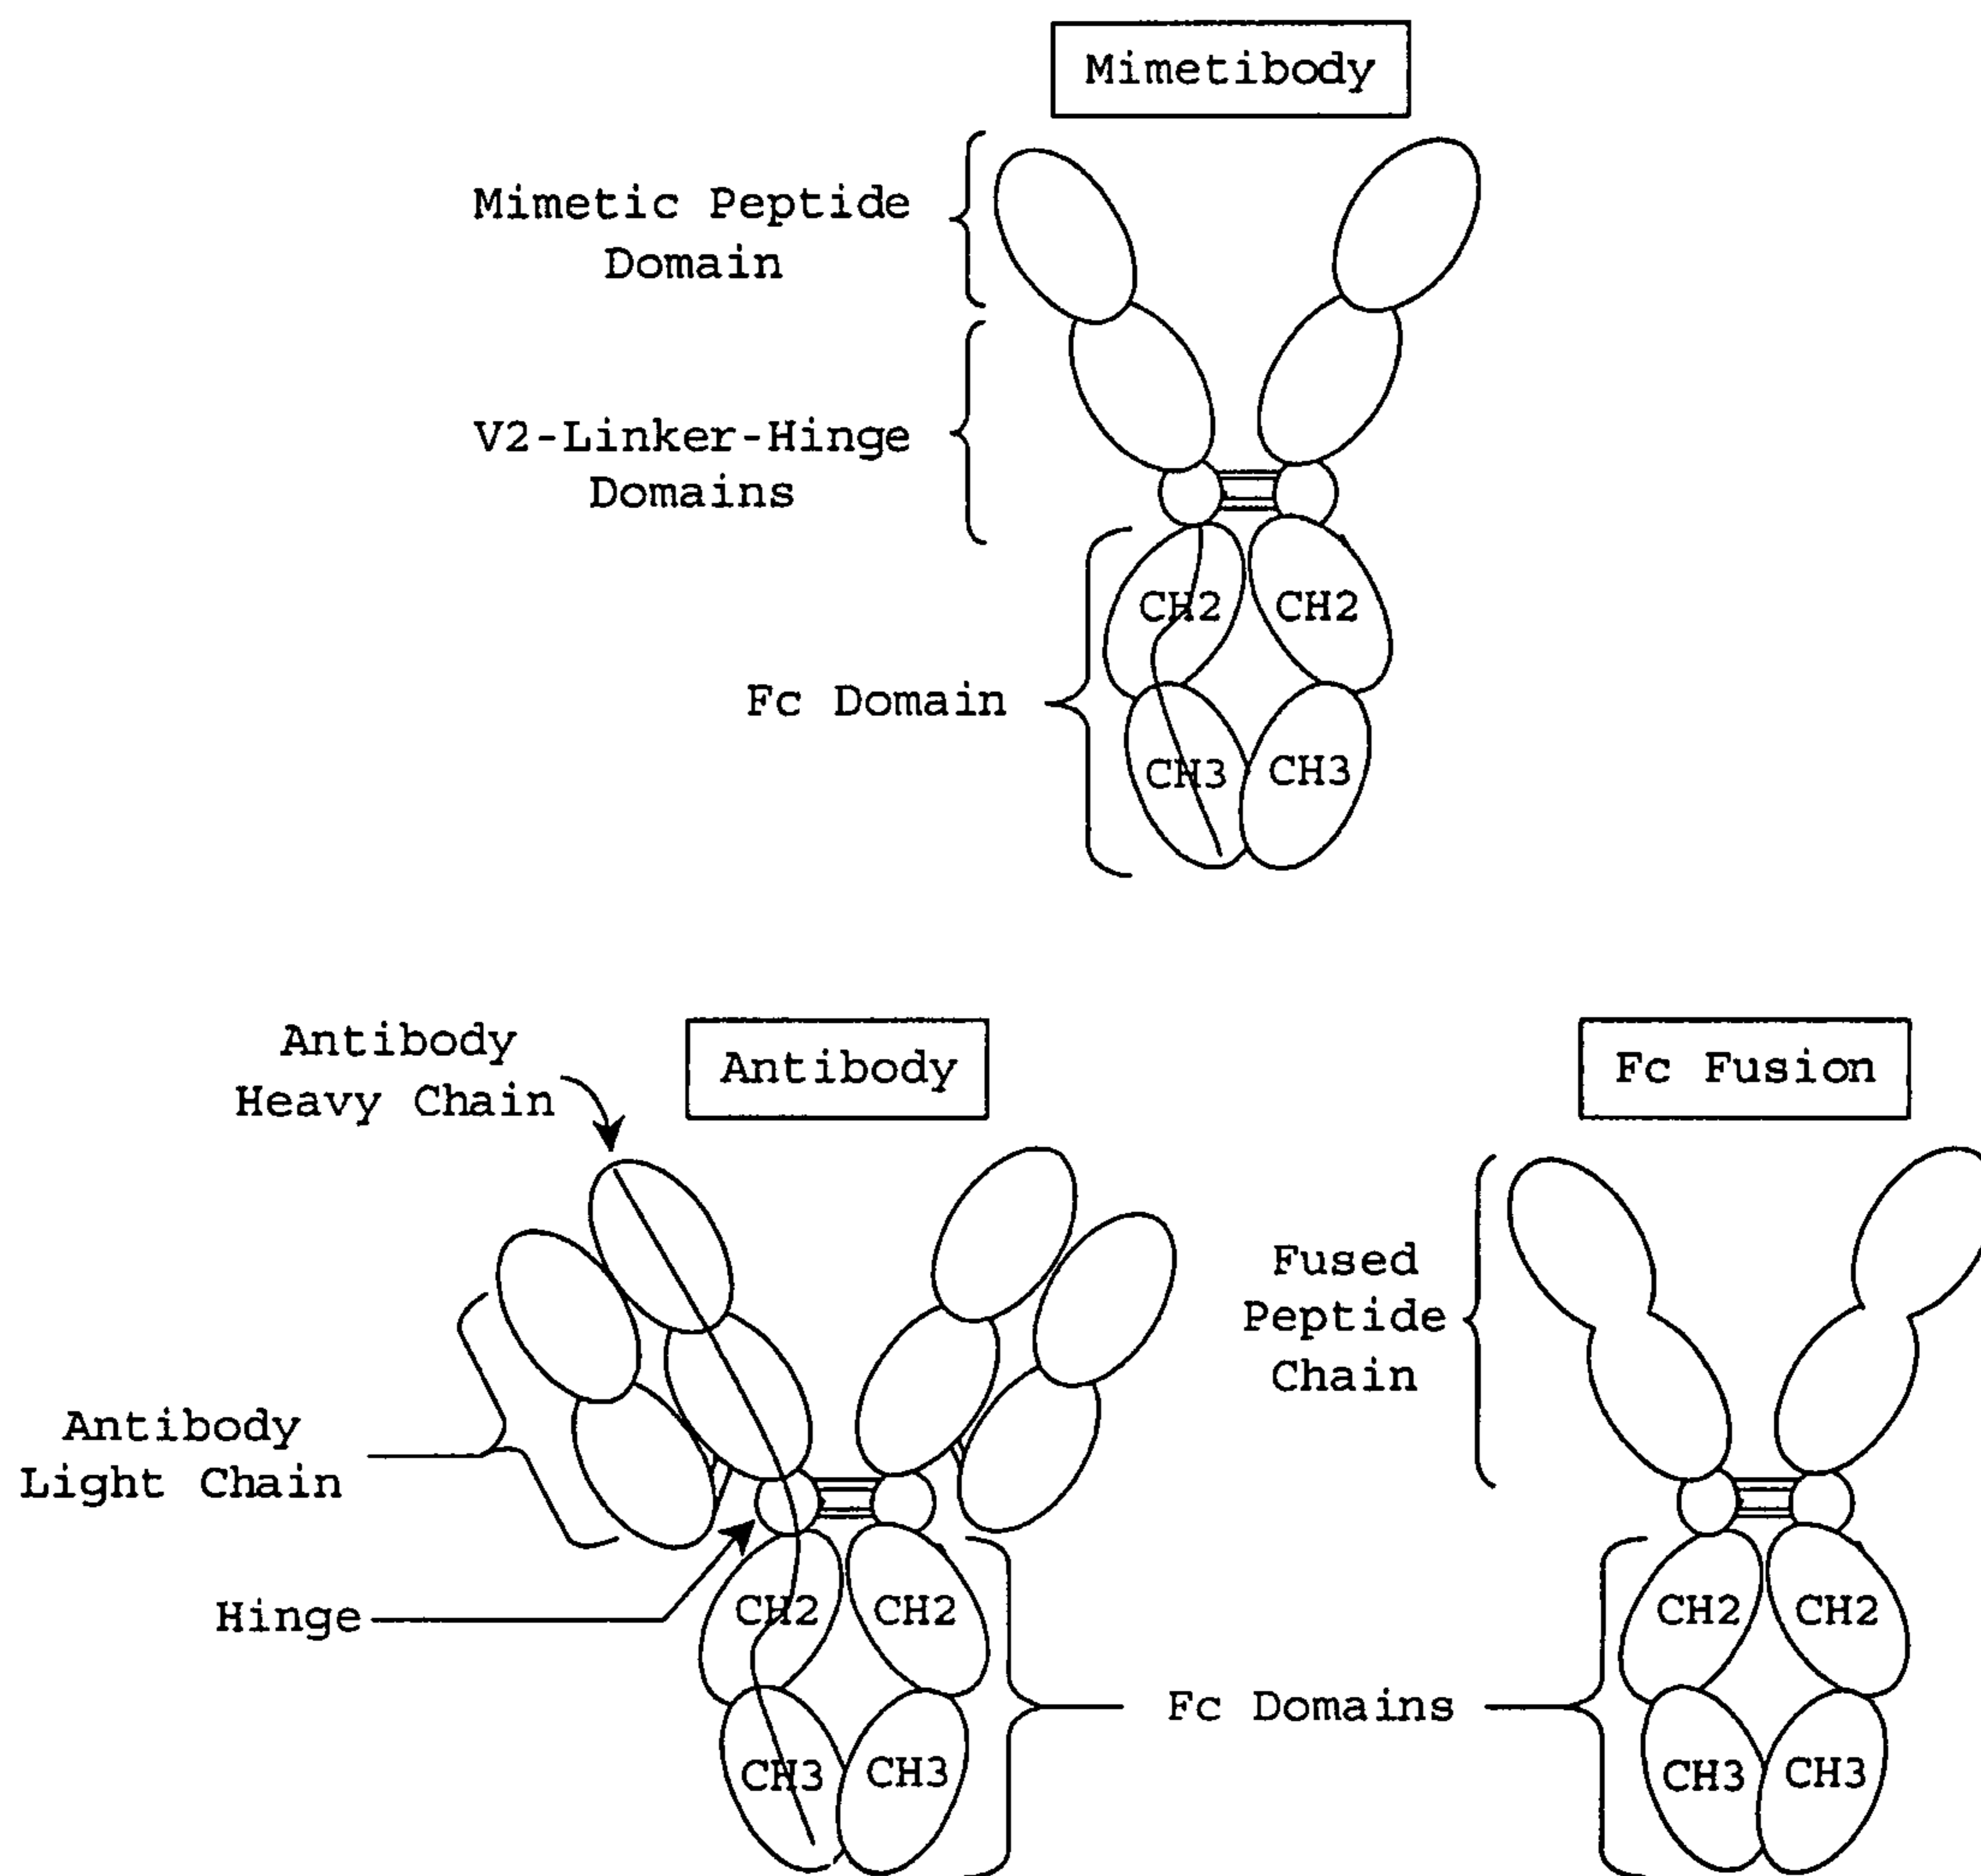 Mimetibody
Mimetic Peptide
Domain
V2-Linker-Hinge
Domains
CH2
CH2
Fc Domain
CH3
CH3
Antibody
Heavy Chain
Antibody
Fc Fusion
Fused
Peptide
Chain
Antibody
Light Chain
Hinge
CH2
CH2
CH2
CH2
Fc Domains
CH3
CH3
CH3
CH3